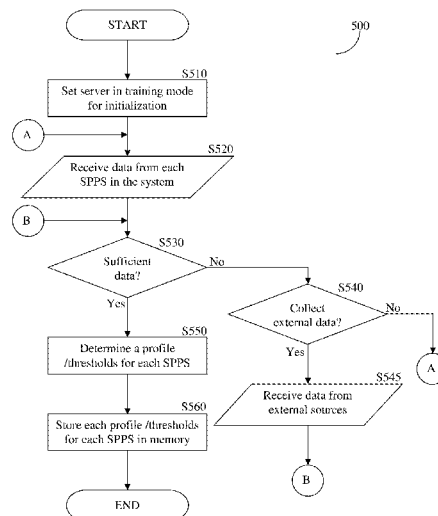 START
500
S510
Set server in training mode
for initialization
A
S520
Receive data from each
SPPS in the system
B
S530
Sufficient
data?
No
Yes
S540
Collect
external data?
No
Yes
A
S550
Determine a profile
/thresholds for each SPPS
S545
Receive data from
external sources
S560
Store each profile /thresholds
for each SPPS in memory
B
END